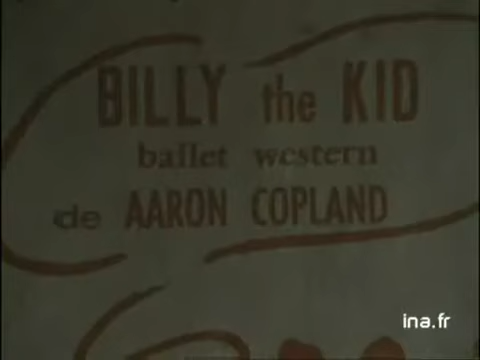 BILLY the KID
ballet western
de AARON COPLAND
ina.fr